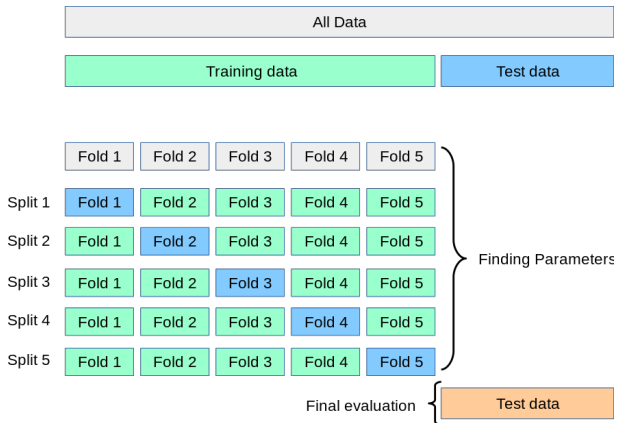 All Data
Training data Test data
Fold 1 Fold 2 Fold 3 Fold 4 Fold 5
Split 1 Fold 1 Fold 2 Fold 3 Fold 4 Fold 5
Split 2 Fold 1 Fold 2 Fold 3 Fold 4 Fold 5
Finding Parameters
Split 3 Fold 1 Fold 2 Fold 3 Fold 4 Fold 5
Split 4 Fold 1 Fold 2 Fold 3 Fold 4 Fold 5
Split 5 Fold 1 Fold 2 Fold 3 Fold 4 Fold 5
Final evaluation Test data